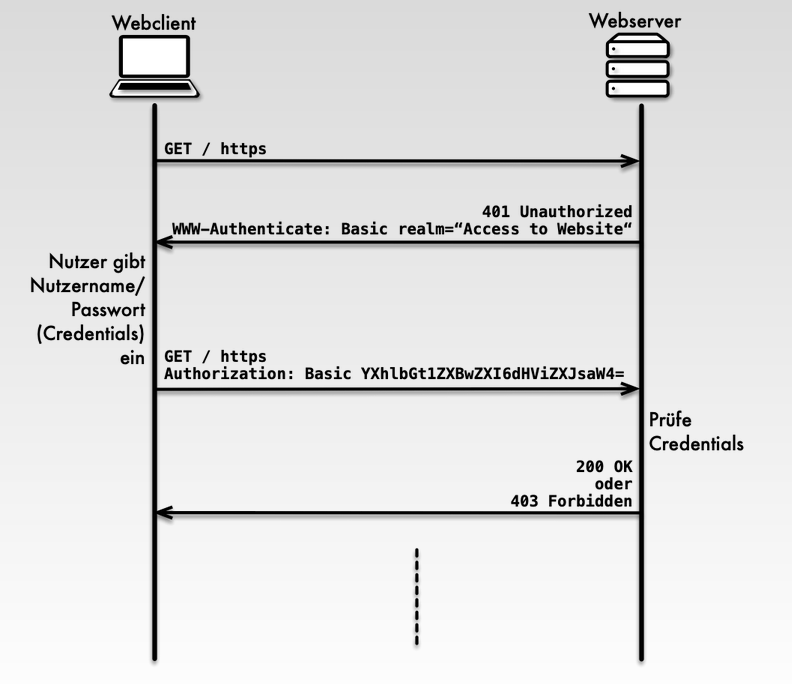 Webclient
Webserver
GET / https
401 Unauthorized
WWW-Authenticate: Basic realm=“Access to Website“
Nutzer gibt
Nutzername/
Passwort
(Credentials)
ein
GET / https
Authorization: Basic YXhlbGt1ZXBwZXI6dHViZXJsaW4=
Prüfe
Credentials
200 OK
oder
403 Forbidden